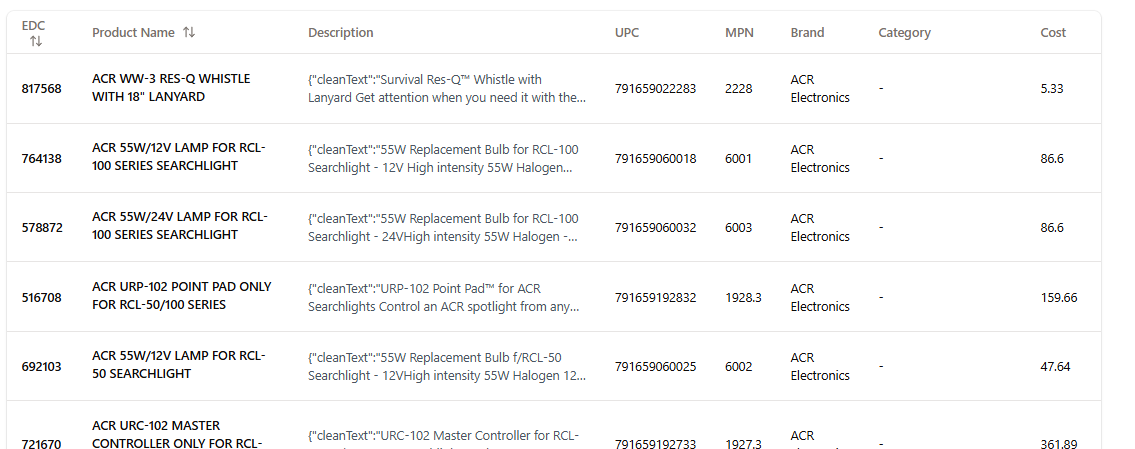 EDC
Product Name
Description
UPC
MPN
Brand
Category
Cost
817568
ACR WW-3 RES-Q WHISTLE
WITH 18" LANYARD
{"cleanText":"Survival Res-Q™ Whistle with
Lanyard Get attention when you need it with the...
791659022283
2228
ACR
Electronics
-
5.33
764138
ACR 55W/12V LAMP FOR RCL-
100 SERIES SEARCHLIGHT
{"cleanText":"55W Replacement Bulb for RCL-100
Searchlight - 12V High intensity 55W Halogen...
791659060018
6001
ACR
Electronics
-
86.6
578872
ACR 55W/24V LAMP FOR RCL-
100 SERIES SEARCHLIGHT
{"cleanText":"55W Replacement Bulb for RCL-100
Searchlight - 24VHigh intensity 55W Halogen -...
791659060032
6003
ACR
Electronics
-
86.6
516708
ACR URP-102 POINT PAD ONLY
FOR RCL-50/100 SERIES
{"cleanText":"URP-102 Point Pad™ for ACR
Searchlights Control an ACR spotlight from any...
791659192832
1928.3
ACR
Electronics
-
159.66
692103
ACR 55W/12V LAMP FOR RCL-
50 SEARCHLIGHT
{"cleanText":"55W Replacement Bulb f/RCL-50
Searchlight - 12VHigh intensity 55W Halogen 12...
791659060025
6002
ACR
Electronics
-
47.64
721670
ACR URC-102 MASTER
CONTROLLER ONLY FOR RCL-
{"cleanText":"URC-102 Master Controller for RCL-
791659192733
1927.3
ACR
-
361.89